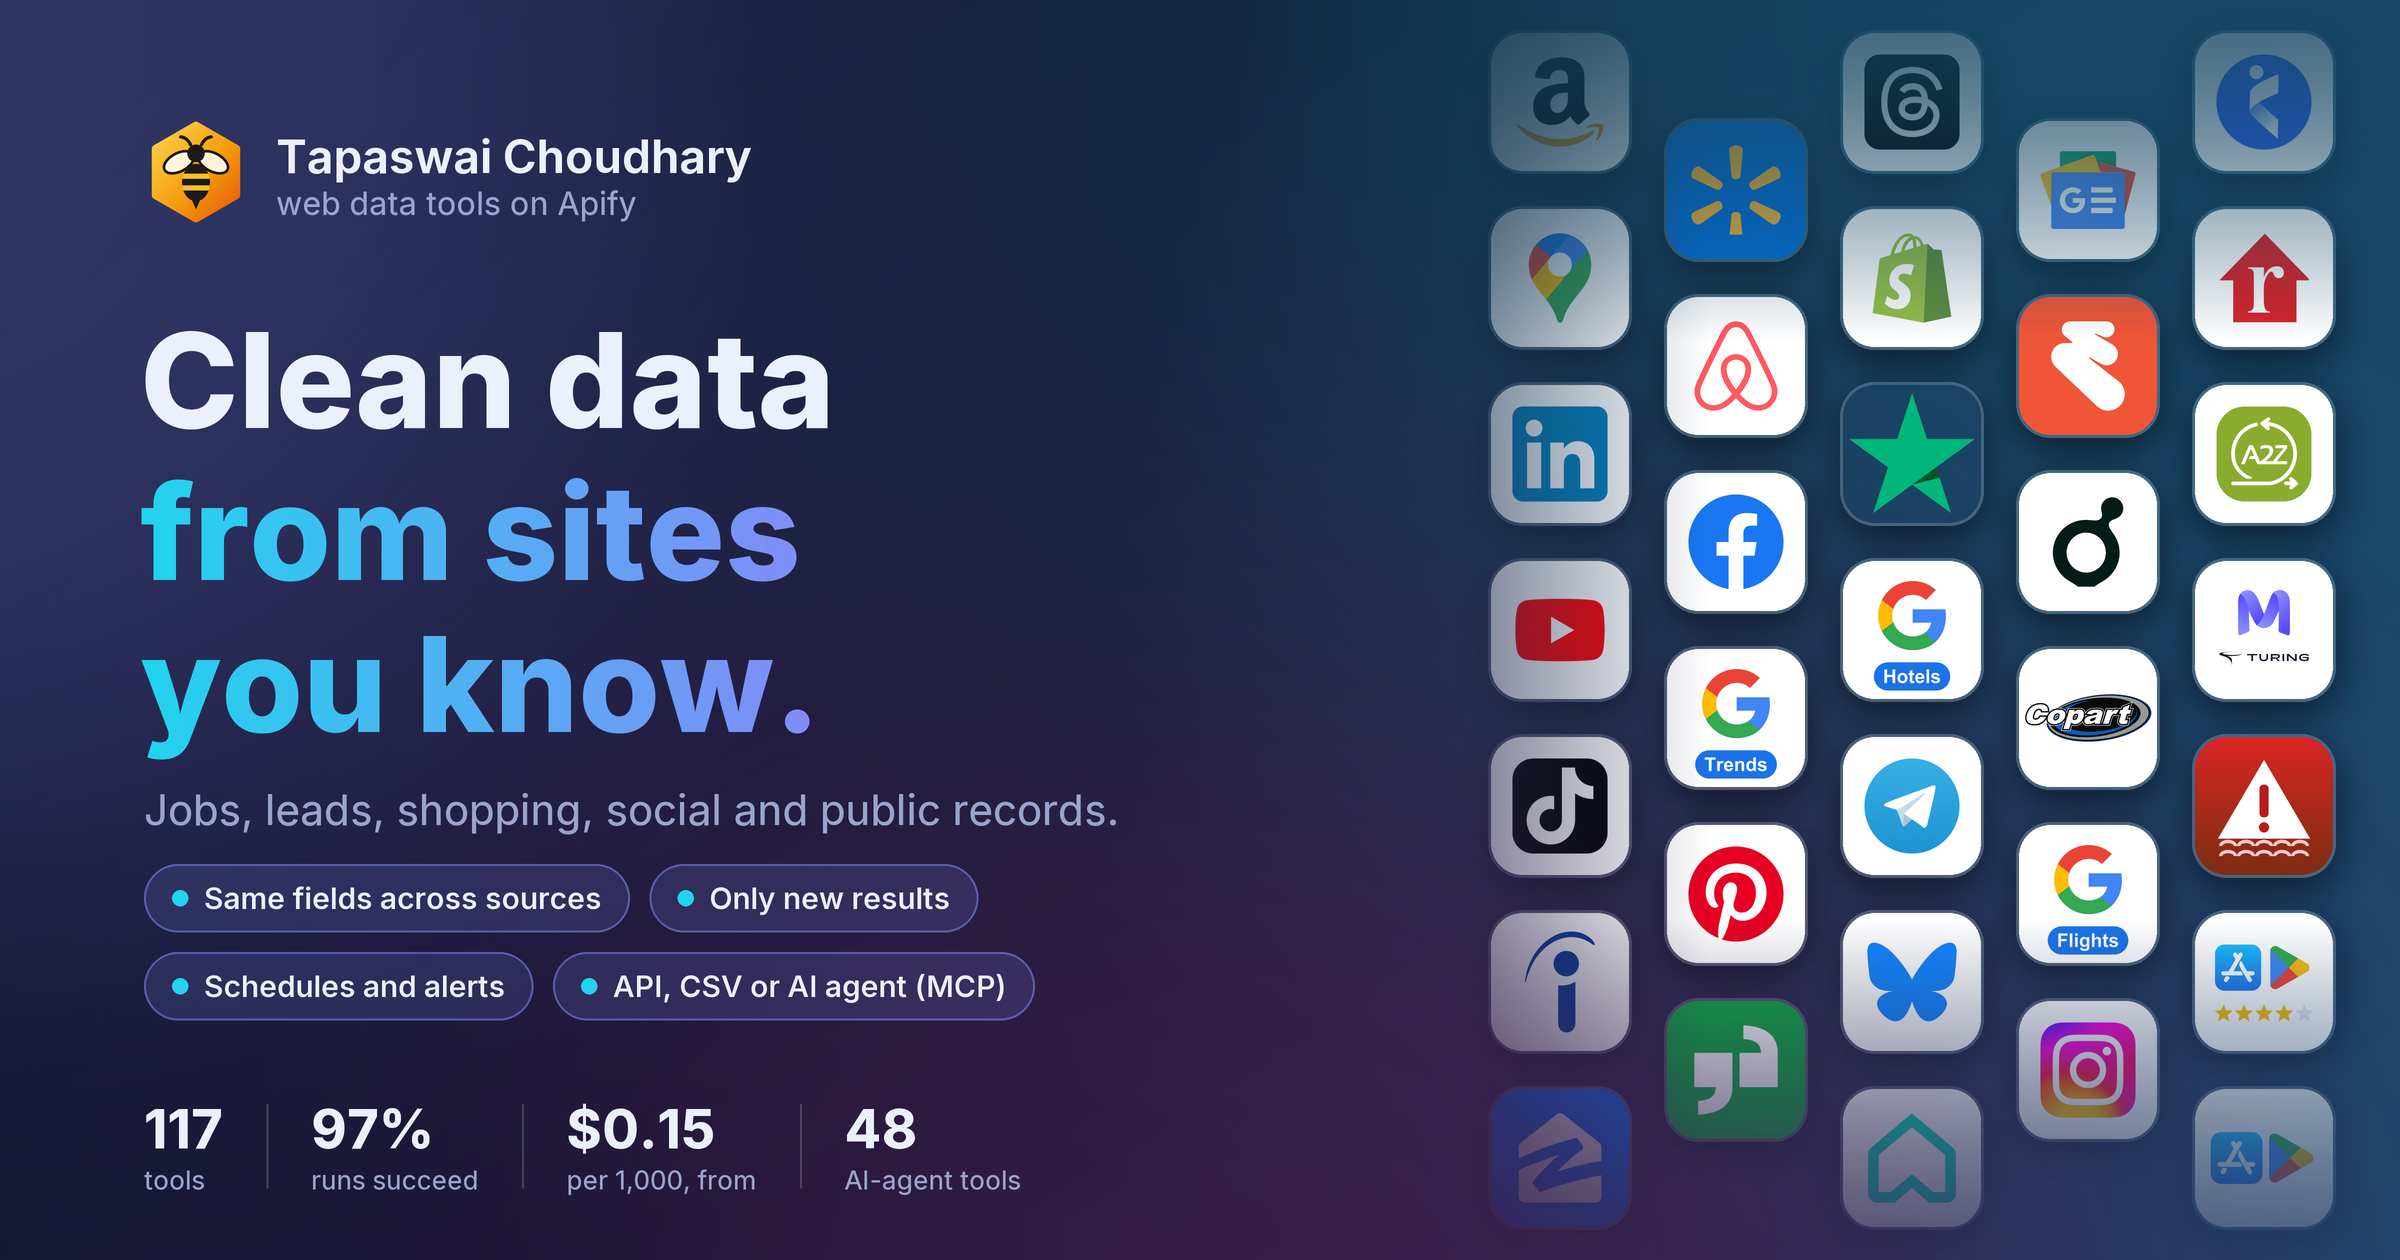 Tapaswai Choudhary
web data tools on Apify
Clean data
from sites
you know.
Jobs, leads, shopping, social and public records.
Same fields across sources
Only new results
Schedules and alerts
API, CSV or AI agent (MCP)
117
tools
97%
runs succeed
$0.15
per 1,000, from
48
AI-agent tools
a
G
S
r
in
A2Z
Hotels
M
TURING
Trends
Copart
Flights